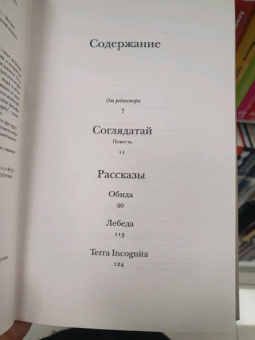 Содержание
От редактора
7
Соглядатай
Повесть
11
Рассказы
Обида
99
Лебеда
113
Terra Incognita
124